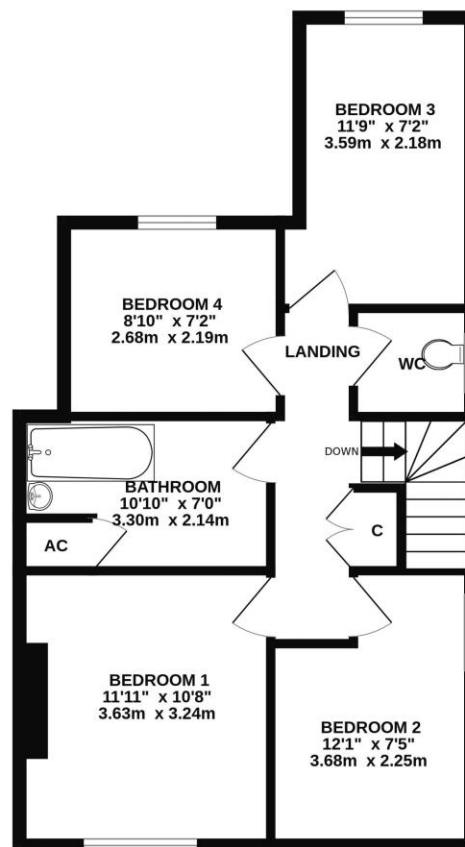 BEDROOM 3
11'9" x 7'2"
3.59m x 2.18m
BEDROOM 4
8'10" x 7'2"
2.68m x 2.19m
LANDING
WC
DOWN
BATHROOM
10'10" x 7'0"
3.30m x 2.14m
C
AC
BEDROOM 1
11'11" x 10'8"
3.63m x 3.24m
BEDROOM 2
12'1" x 7'5"
3.68m x 2.25m